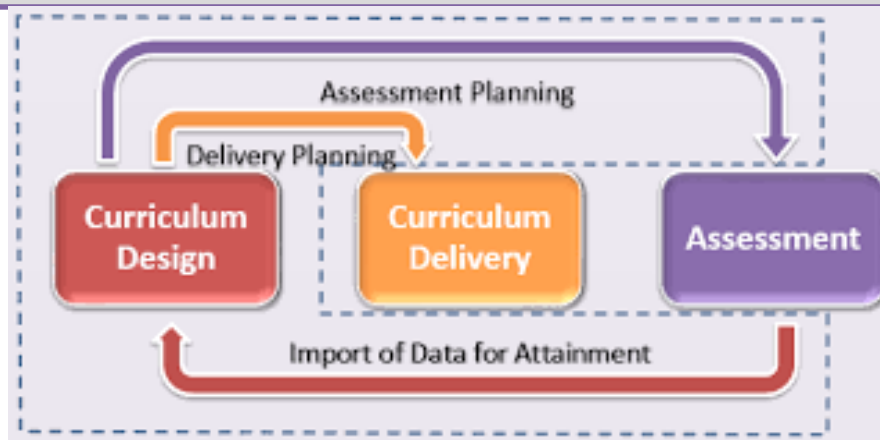 Assessment Planning
Delivery Planning
Curriculum
Design
Curriculum
Delivery
Assessment
Import of Data for Attainment